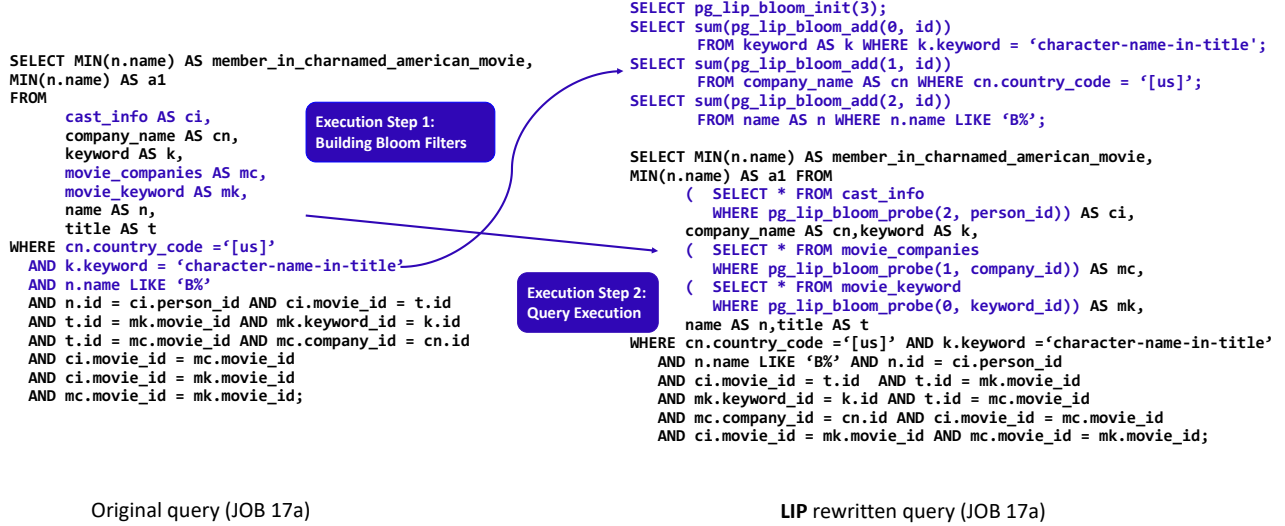 SELECT MIN(n.name) AS member_in_charnamed_american_movie,
MIN(n.name) AS a1
FROM
cast_info AS ci,
company_name AS cn,
keyword AS k,
movie_companies AS mc,
movie_keyword AS mk,
name AS n,
title AS t
WHERE cn.country_code =‘[us]’
AND k.keyword = ‘character-name-in-title’
AND n.name LIKE ‘B%’
AND n.id = ci.person_id AND ci.movie_id = t.id
AND t.id = mk.movie_id AND mk.keyword_id = k.id
AND t.id = mc.movie_id AND mc.company_id = cn.id
AND ci.movie_id = mc.movie_id
AND ci.movie_id = mk.movie_id
AND mc.movie_id = mk.movie_id;
Original query (JOB 17a)
Execution Step 1:
Building Bloom Filters
Execution Step 2:
Query Execution
SELECT pg_lip_bloom_init(3);
SELECT sum(pg_lip_bloom_add(0, id))
FROM keyword AS k WHERE k.keyword = ‘character-name-in-title';
SELECT sum(pg_lip_bloom_add(1, id))
FROM company_name AS cn WHERE cn.country_code = ‘[us]’;
SELECT sum(pg_lip_bloom_add(2, id))
FROM name AS n WHERE n.name LIKE ‘B%’;
SELECT MIN(n.name) AS member_in_charnamed_american_movie,
MIN(n.name) AS a1 FROM
( SELECT * FROM cast_info
WHERE pg_lip_bloom_probe(2, person_id)) AS ci,
company_name AS cn,keyword AS k,
( SELECT * FROM movie_companies
WHERE pg_lip_bloom_probe(1, company_id)) AS mc,
( SELECT * FROM movie_keyword
WHERE pg_lip_bloom_probe(0, keyword_id)) AS mk,
name AS n,title AS t
WHERE cn.country_code =‘[us]’ AND k.keyword =‘character-name-in-title’
AND n.name LIKE ‘B%’ AND n.id = ci.person_id
AND ci.movie_id = t.id AND t.id = mk.movie_id
AND mk.keyword_id = k.id AND t.id = mc.movie_id
AND mc.company_id = cn.id AND ci.movie_id = mc.movie_id
AND ci.movie_id = mk.movie_id AND mc.movie_id = mk.movie_id;
LIP rewritten query (JOB 17a)